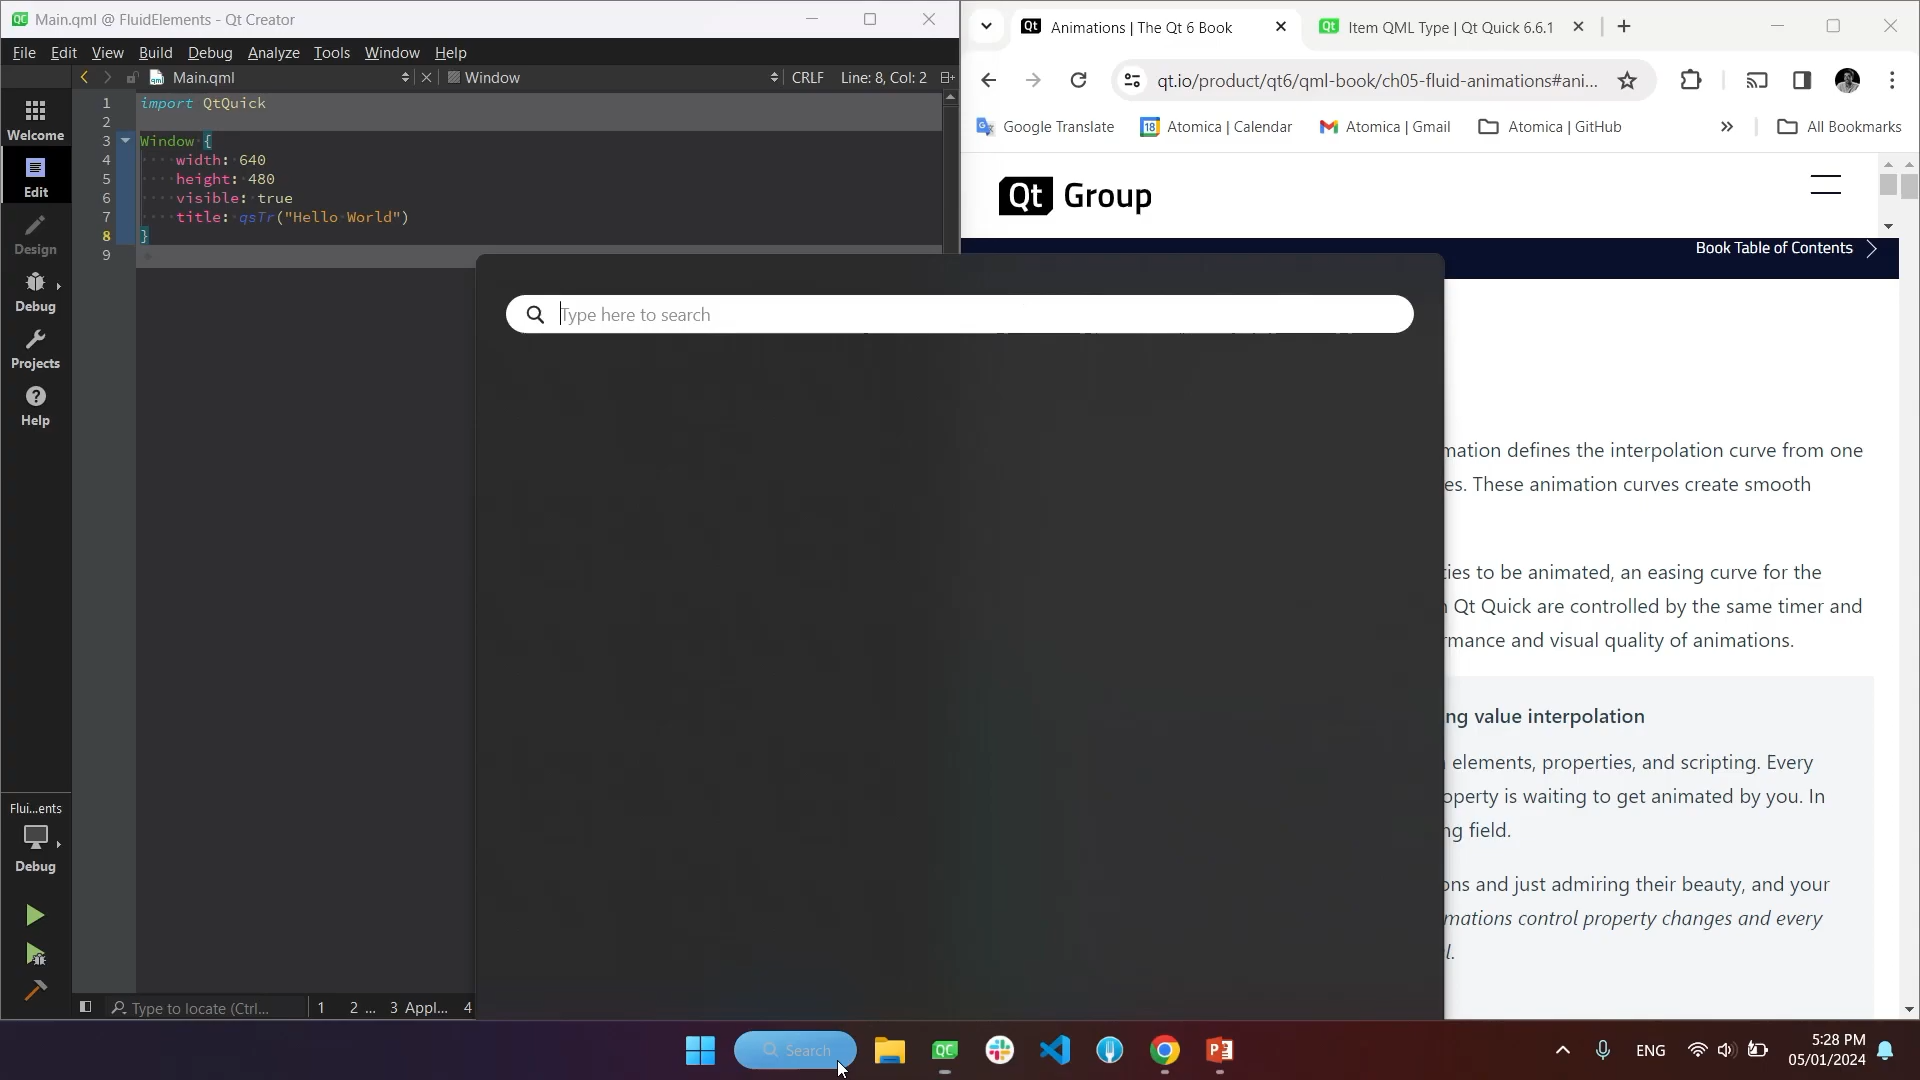 Main.qml @ FluidElements - Qt Creator
File Edit View Build Debug Analyze Tools Window Help
Main.qml Window CRLF Line: 8, Col: 2
1 import QtQuick
2
3 Window {
4 width: 640
5 height: 480
6 visible: true
7 title: qsTr("Hello World")
8 }
9
Welcome
Edit
Design
Debug
Projects
Help
Flui...ents
Debug
Type to locate (Ctrl... 1 2 ... 3 Appl... 4
Animations | The Qt 6 Book
Item QML Type | Qt Quick 6.6.1
qt.io/product/qt6/qml-book/ch05-fluid-animations#ani...
Google Translate Atomica | Calendar Atomica | Gmail Atomica | GitHub All Bookmarks
Qt Group
Book Table of Contents
Type here to search
mation defines the interpolation curve from one
es. These animation curves create smooth
ties to be animated, an easing curve for the
Qt Quick are controlled by the same timer and
rmance and visual quality of animations.
ng value interpolation
elements, properties, and scripting. Every
operty is waiting to get animated by you. In
ng field.
ons and just admiring their beauty, and your
mations control property changes and every
l.
Search
ENG
5:28 PM
05/01/2024